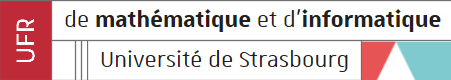 UFR
de mathématique et d'informatique
Université de Strasbourg